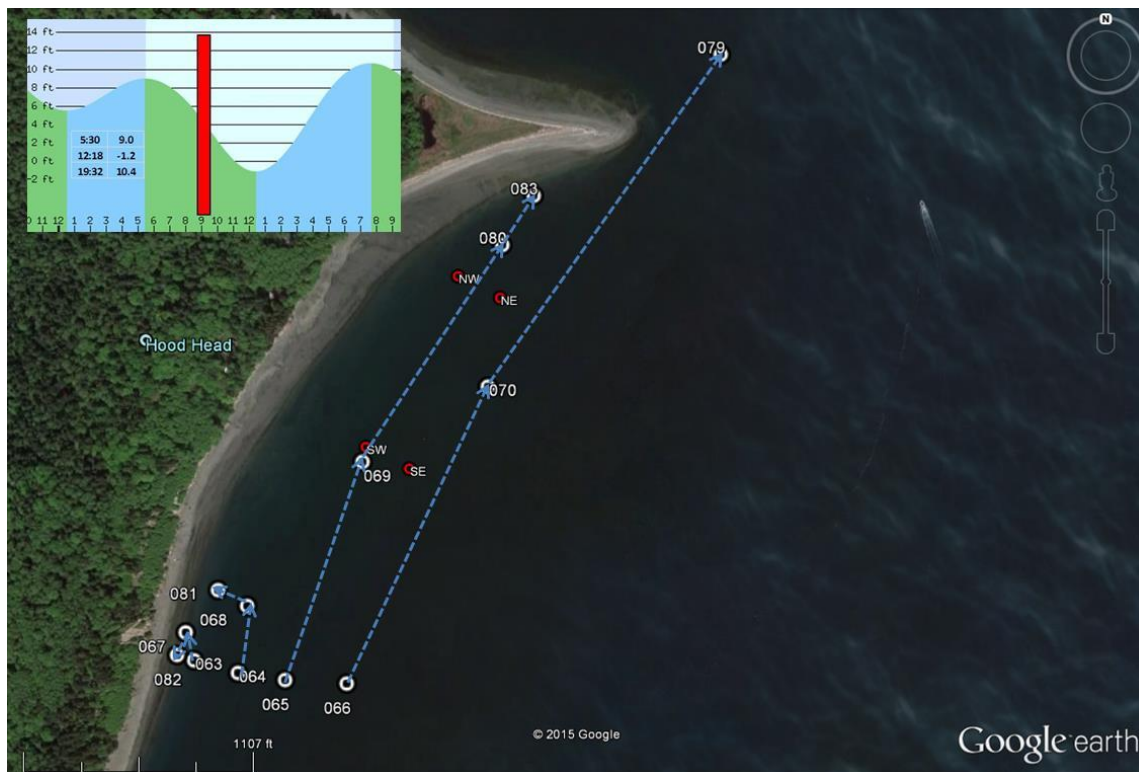 14 ft
12 ft
10 ft
8 ft
6 ft
4 ft
2 ft
0 ft
-2 ft
5:30 9.0
12:18 -1.2
19:32 10.4
0 11 12 1 2 3 4 5 6 7 8 9 10 11 12 1 2 3 4 5 6 7 8 9
N
079
083
080
NW
NE
Hood Head
070
SW
069
SE
081
068
067
063
082
064
065
066
1107 ft
© 2015 Google
Google earth